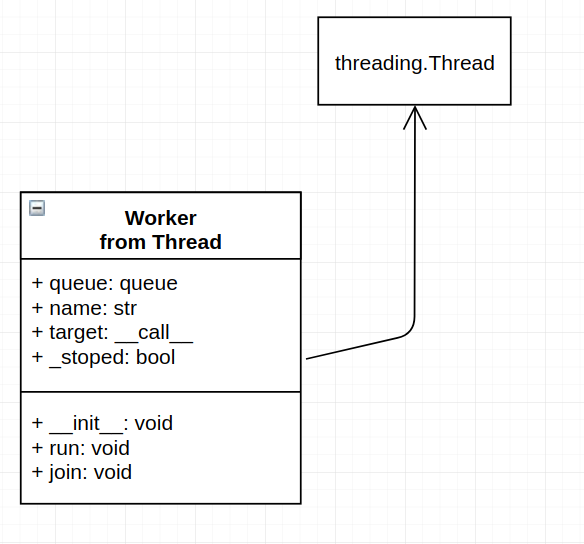 threading.Thread
Worker
from Thread
+ queue: queue
+ name: str
+ target: __call__
+ _stoped: bool
+ __init__: void
+ run: void
+ join: void